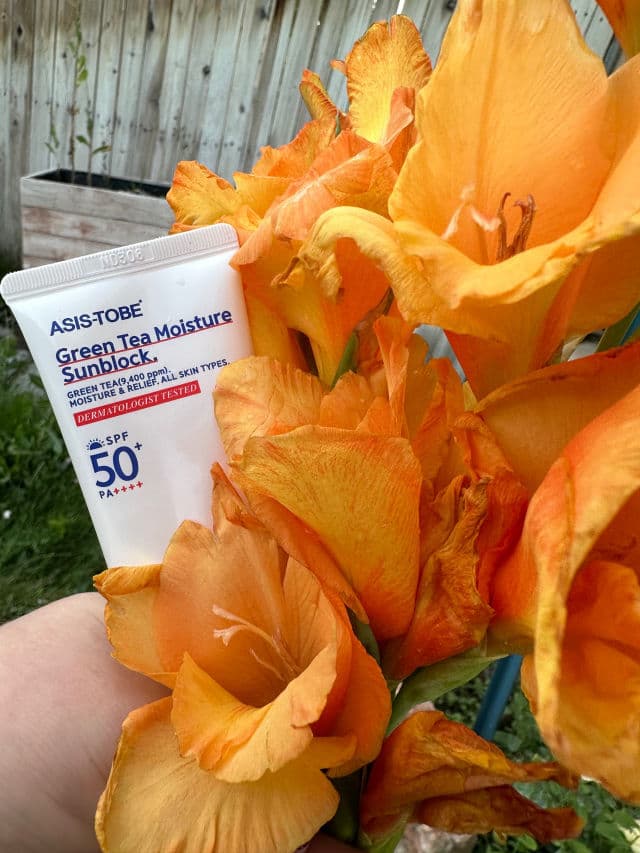 ASIS-TOBE
Green Tea Moisture
Sunblock.
GREEN TEA(9,400 ppm).
MOISTURE & RELIEF. ALL SKIN TYPES.
DERMATOLOGIST TESTED
SPF
50+
PA++++